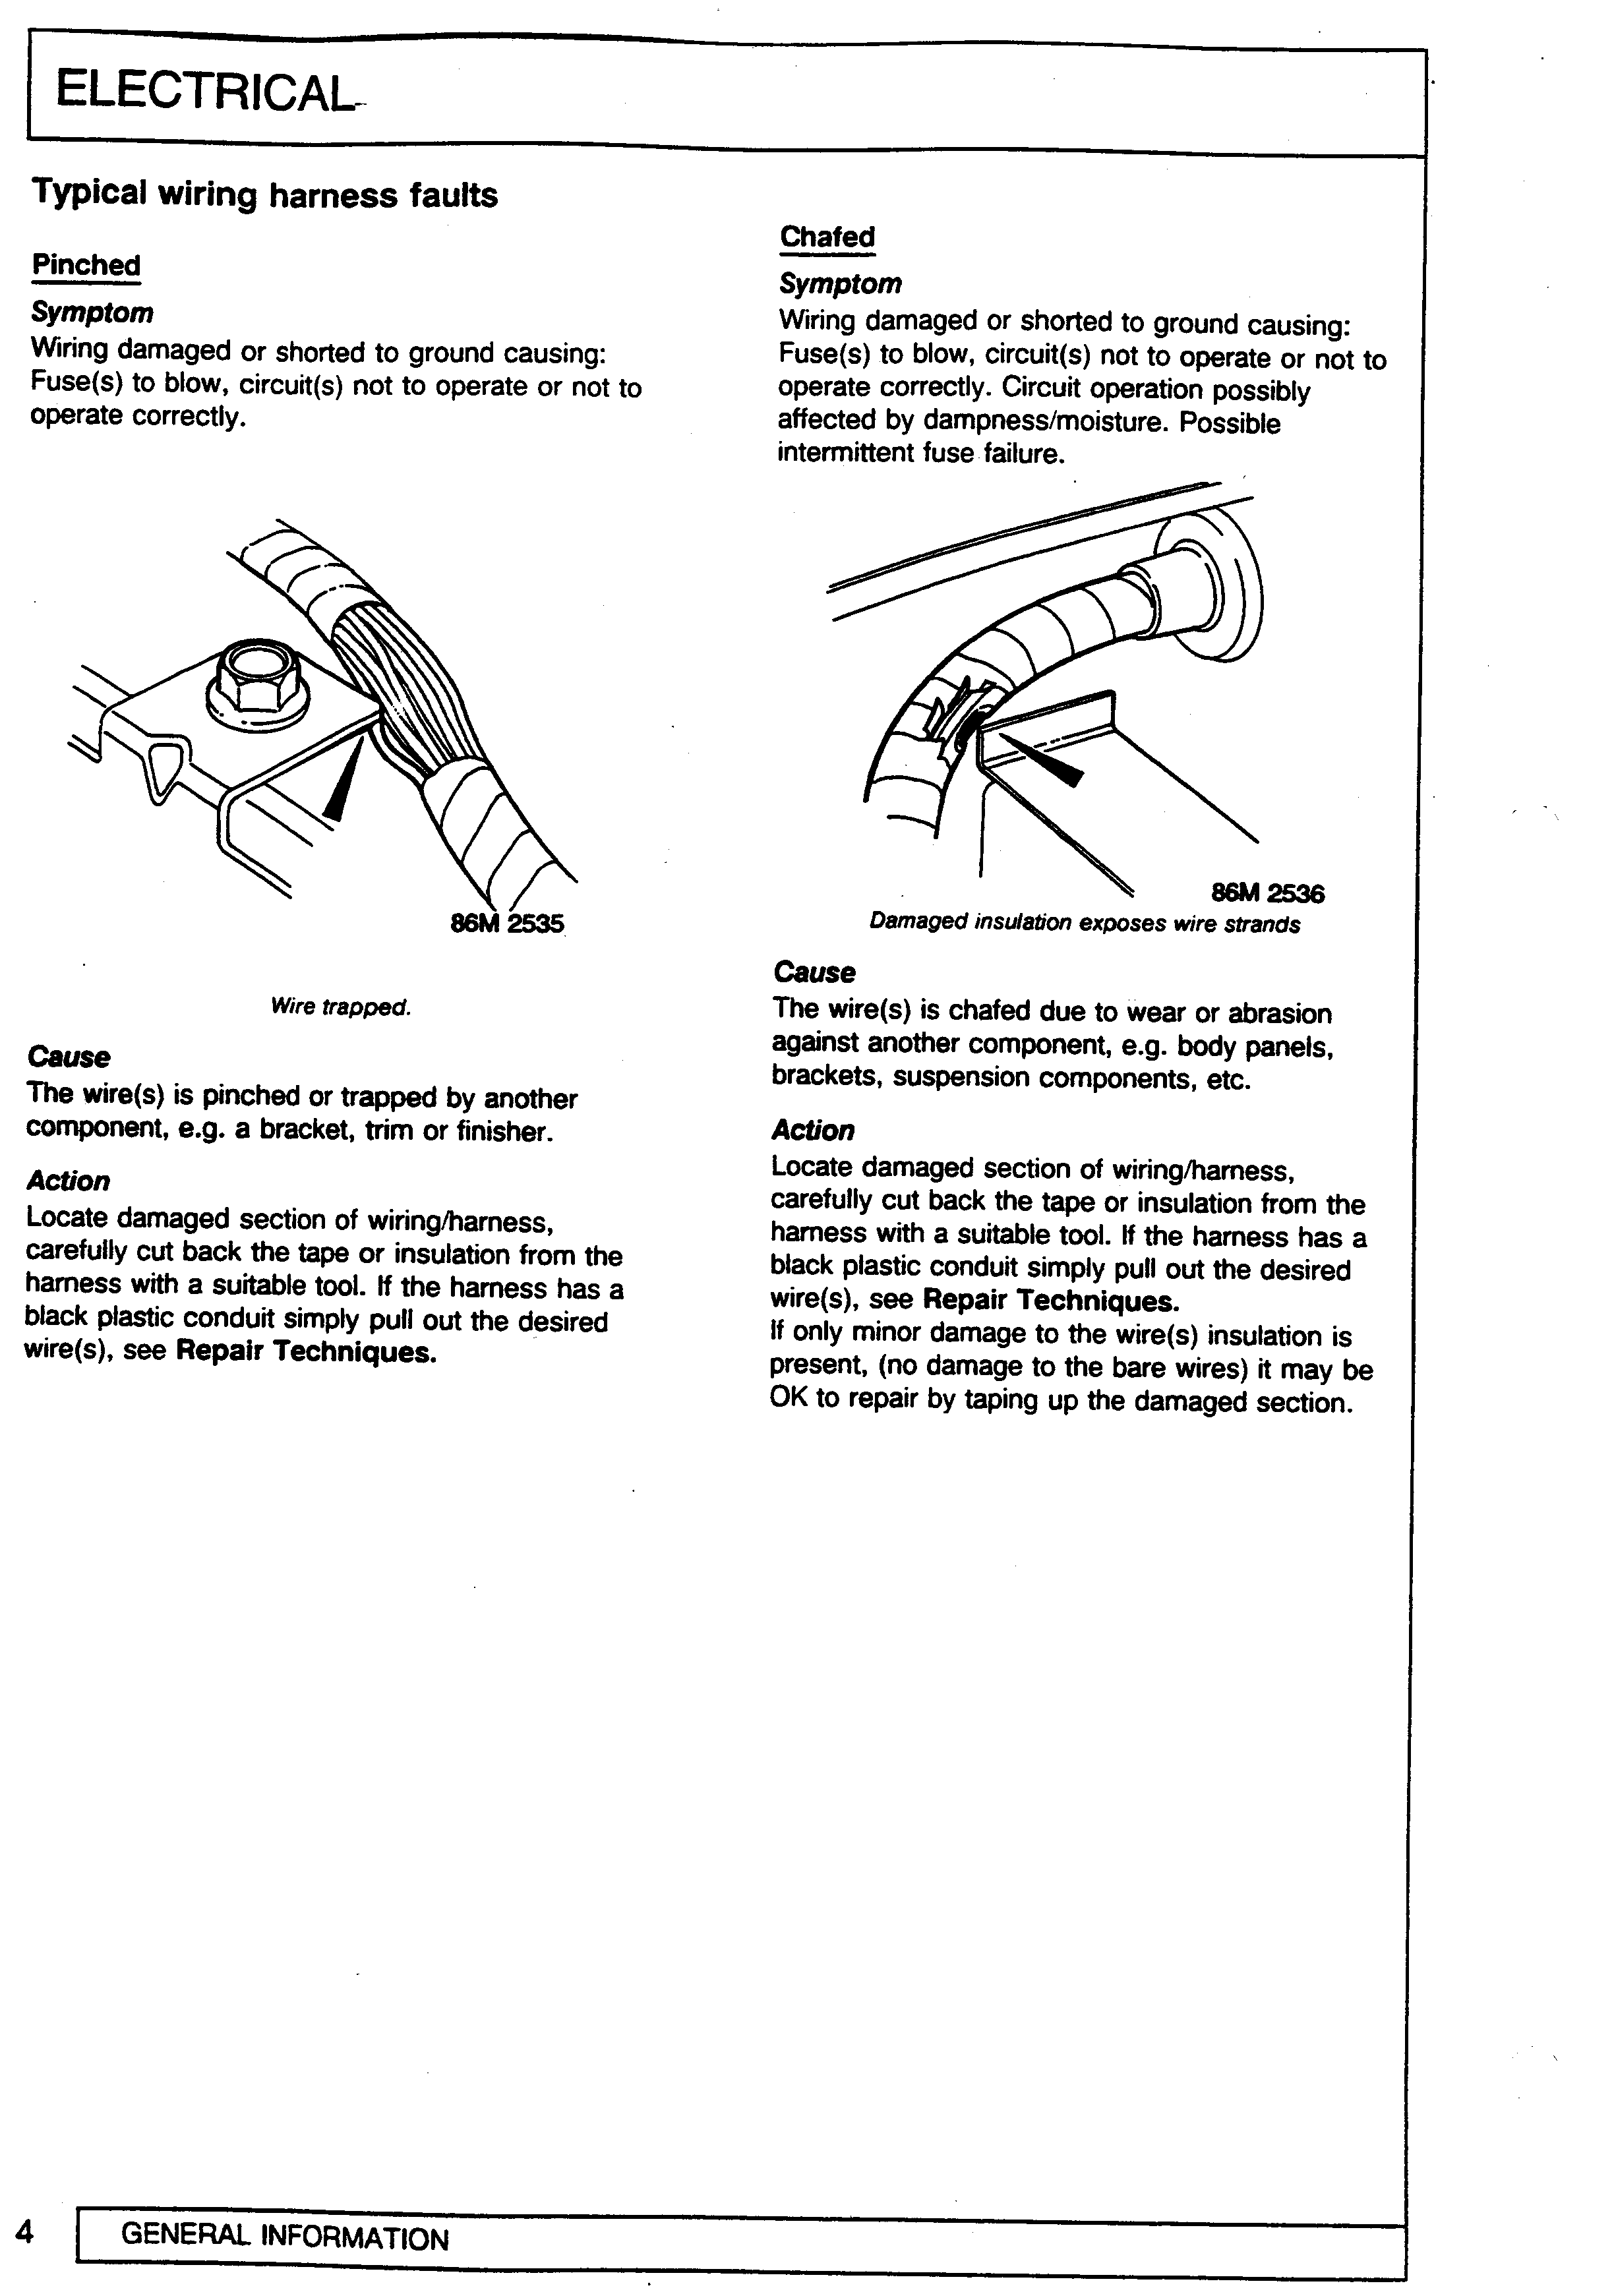 ELECTRICAL
Typical wiring harness faults
Pinched
Symptom
Wiring damaged or shorted to ground causing:
Fuse(s) to blow, circuit(s) not to operate or not to
operate correctly.
86M 2535
Wire trapped.
Cause
The wire(s) is pinched or trapped by another
component, e.g. a bracket, trim or finisher.
Action
Locate damaged section of wiring/harness,
carefully cut back the tape or insulation from the
harness with a suitable tool. If the harness has a
black plastic conduit simply pull out the desired
wire(s), see Repair Techniques.
Chafed
Symptom
Wiring damaged or shorted to ground causing:
Fuse(s) to blow, circuit(s) not to operate or not to
operate correctly. Circuit operation possibly
affected by dampness/moisture. Possible
intermittent fuse failure.
86M 2536
Damaged insulation exposes wire strands
Cause
The wire(s) is chafed due to wear or abrasion
against another component, e.g. body panels,
brackets, suspension components, etc.
Action
Locate damaged section of wiring/harness,
carefully cut back the tape or insulation from the
harness with a suitable tool. If the harness has a
black plastic conduit simply pull out the desired
wire(s), see Repair Techniques.
If only minor damage to the wire(s) insulation is
present, (no damage to the bare wires) it may be
OK to repair by taping up the damaged section.
4
GENERAL INFORMATION